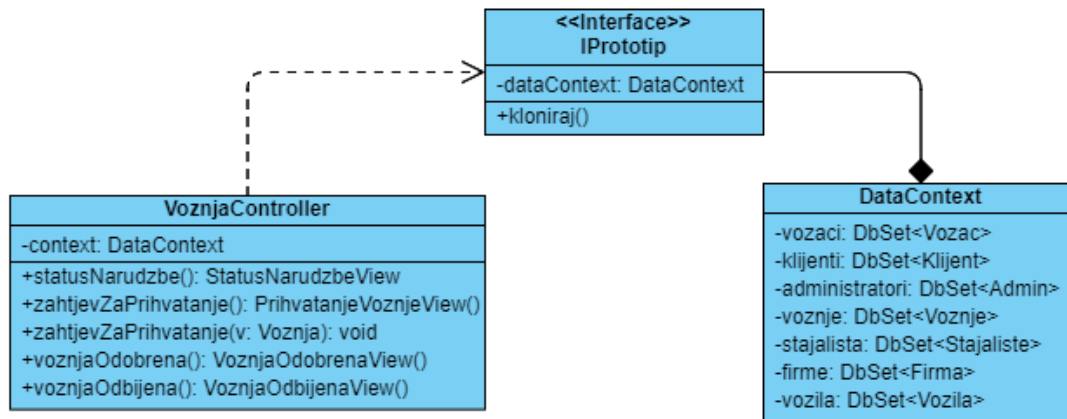 <<Interface>>
IPrototip
-dataContext: DataContext
+kloniraj()
VoznjaController
-context: DataContext
+statusNarudzbe(): StatusNarudzbeView
+zahtjevZaPrihvatanje(): PrihvatanjeVoznjeView()
+zahtjevZaPrihvatanje(v: Voznja): void
+voznjaOdobrena(): VoznjaOdobrenaView()
+voznjaOdbijena(): VoznjaOdbijenaView()
DataContext
-vozaci: DbSet<Vozac>
-klijenti: DbSet<Klijent>
-administratori: DbSet<Admin>
-voznje: DbSet<Voznje>
-stajalista: DbSet<Stajaliste>
-firme: DbSet<Firma>
-vozila: DbSet<Vozila>